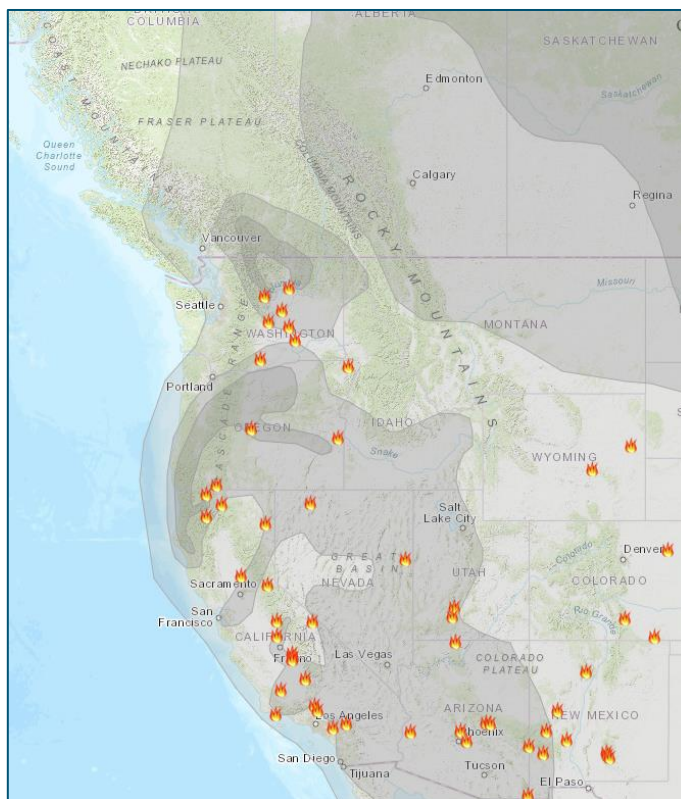 BRITISH
COLUMBIA
ALBERTA
SASKATCHEWAN
COAST MOUNTAINS
NECHAKO PLATEAU
Edmonton
Saskatchewan
FRASER PLATEAU
Queen
Charlotte
Sound
COLUMBIA MOUNTAINS
ROCKY MOUNTAINS
Calgary
Regina
Vancouver
Missouri
Seattle
MONTANA
WASHINGTON
CASCADE RANGE
Portland
OREGON
IDAHO
Snake
WYOMING
Salt
Lake City
GREAT
BASIN
NEVADA
UTAH
Colorado
Denver
COLORADO
Sacramento
San
Francisco
Rio Grande
CALIFORNIA
Fresno
Las Vegas
COLORADO
PLATEAU
ARIZONA
NEW MEXICO
Los Angeles
Phoenix
San Diego
Tijuana
Tucson
El Paso